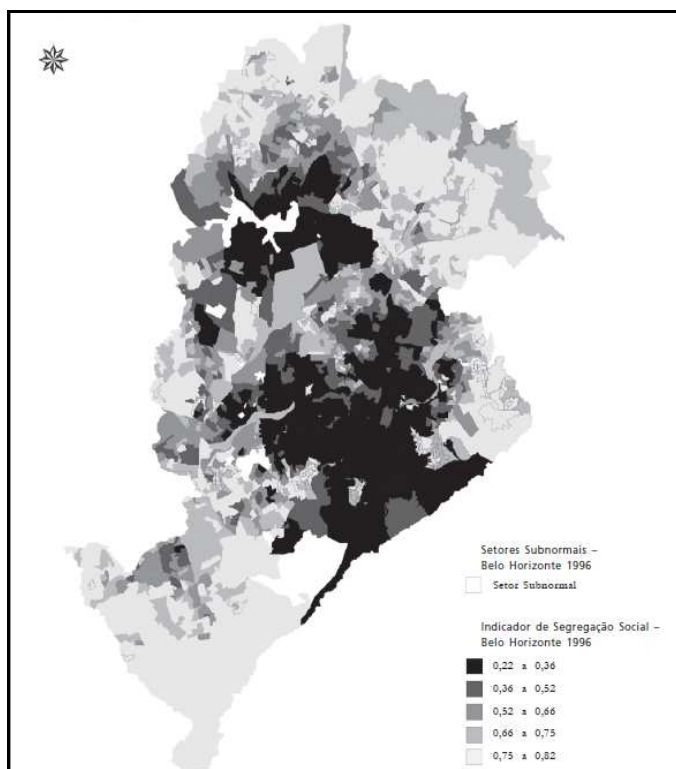 Setores Subnormais –
Belo Horizonte 1996
Setor Subnormal
Indicador de Segregação Social –
Belo Horizonte 1996
0,22 a 0,36
0,36 a 0,52
0,52 a 0,66
0,66 a 0,75
0,75 a 0,82